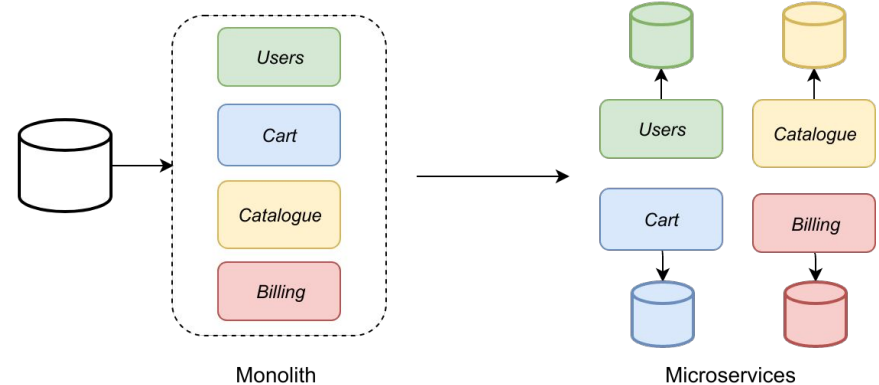 Users
Cart
Catalogue
Billing
Monolith
Users
Catalogue
Cart
Billing
Microservices